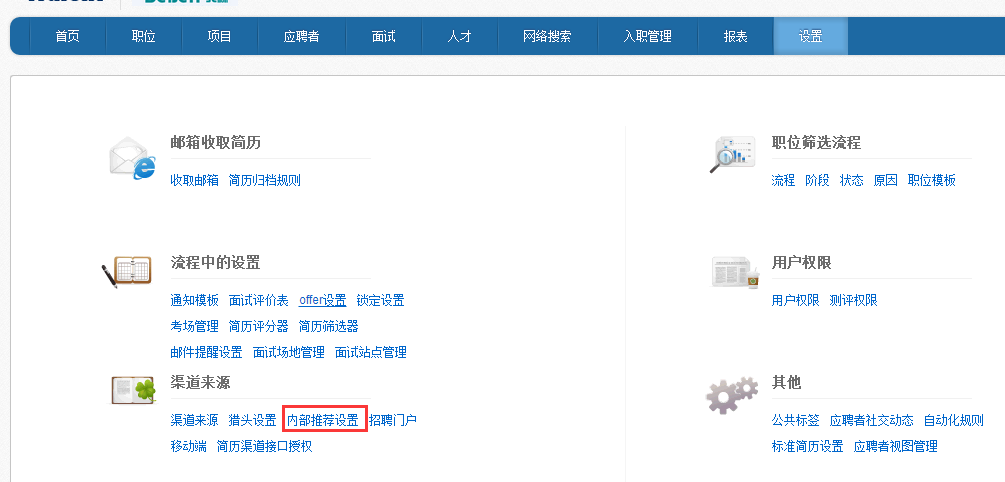 首页 职位 项目 应聘者 面试 人才 网络搜索 入职管理 报表 设置
邮箱收取简历
收取邮箱 简历归档规则
职位筛选流程
流程 阶段 状态 原因 职位模板
流程中的设置
通知模板 面试评价表 offer设置 锁定设置
考场管理 简历评分器 简历筛选器
邮件提醒设置 面试场地管理 面试站点管理
用户权限
用户权限 测评权限
渠道来源
渠道来源 猎头设置 内部推荐设置 招聘门户
移动端 简历渠道接口授权
其他
公共标签 应聘者社交动态 自动化规则
标准简历设置 应聘者视图管理